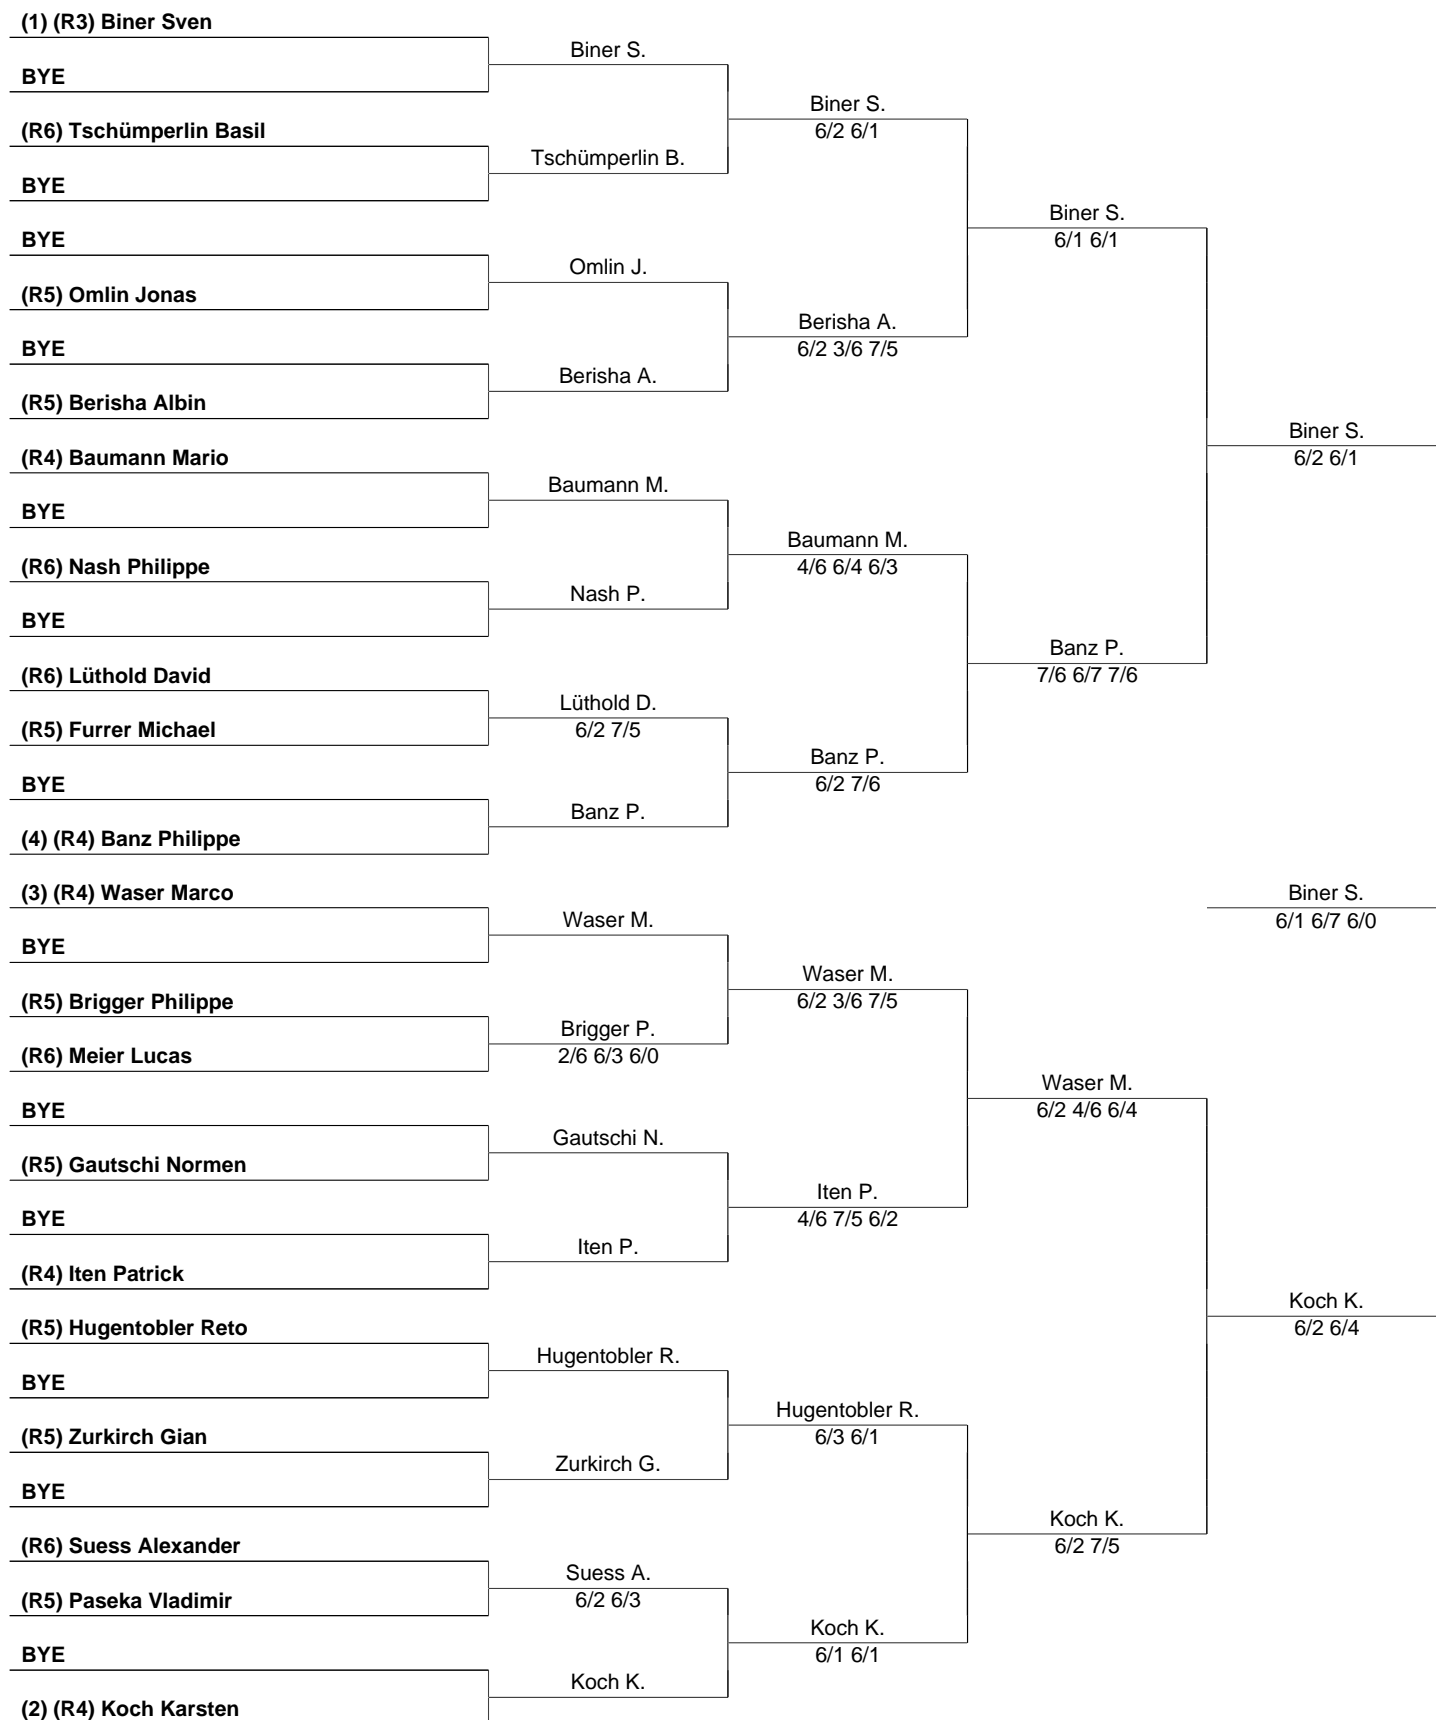 (1) (R3) Biner Sven
BYE
(R6) Tschümperlin Basil
BYE
BYE
(R5) Omlin Jonas
BYE
(R5) Berisha Albin
(R4) Baumann Mario
BYE
(R6) Nash Philippe
BYE
(R6) Lüthold David
(R5) Furrer Michael
BYE
(4) (R4) Banz Philippe
(3) (R4) Waser Marco
BYE
(R5) Brigger Philippe
(R6) Meier Lucas
BYE
(R5) Gautschi Normen
BYE
(R4) Iten Patrick
(R5) Hugentobler Reto
BYE
(R5) Zurkirch Gian
BYE
(R6) Suess Alexander
(R5) Paseka Vladimir
BYE
(2) (R4) Koch Karsten
Biner S.
Tschümperlin B.
Omlin J.
Berisha A.
Baumann M.
Nash P.
Lüthold D.
6/2 7/5
Banz P.
Waser M.
Brigger P.
2/6 6/3 6/0
Gautschi N.
Iten P.
Hugentobler R.
Zurkirch G.
Suess A.
6/2 6/3
Koch K.
Biner S.
6/2 6/1
Berisha A.
6/2 3/6 7/5
Baumann M.
4/6 6/4 6/3
Banz P.
6/2 7/6
Waser M.
6/2 3/6 7/5
Iten P.
4/6 7/5 6/2
Hugentobler R.
6/3 6/1
Koch K.
6/1 6/1
Biner S.
6/1 6/1
Banz P.
7/6 6/7 7/6
Waser M.
6/2 4/6 6/4
Koch K.
6/2 7/5
Biner S.
6/2 6/1
Biner S.
6/1 6/7 6/0
Koch K.
6/2 6/4